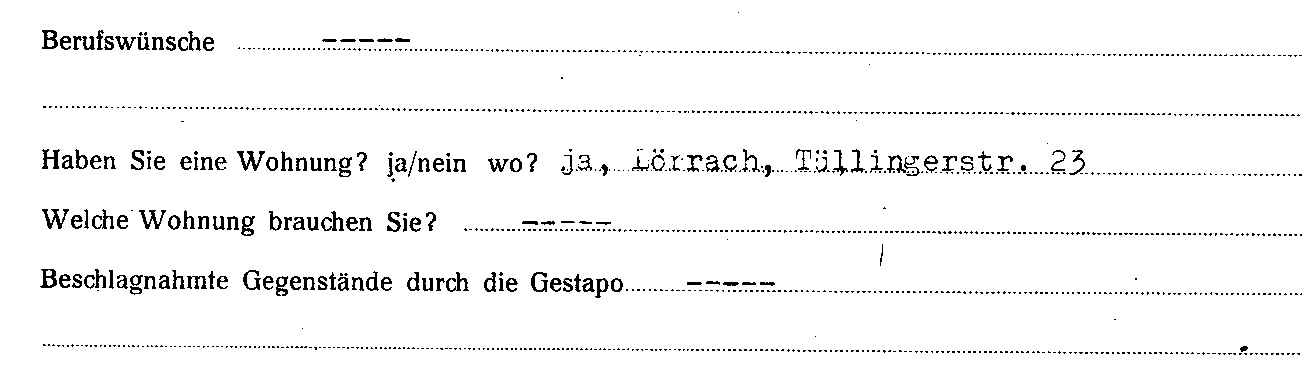 Berufswünsche -----
Haben Sie eine Wohnung? ja/nein wo? ja, Lörrach, Tüllingerstr. 23
Welche Wohnung brauchen Sie? -----
Beschlagnahmte Gegenstände durch die Gestapo -----